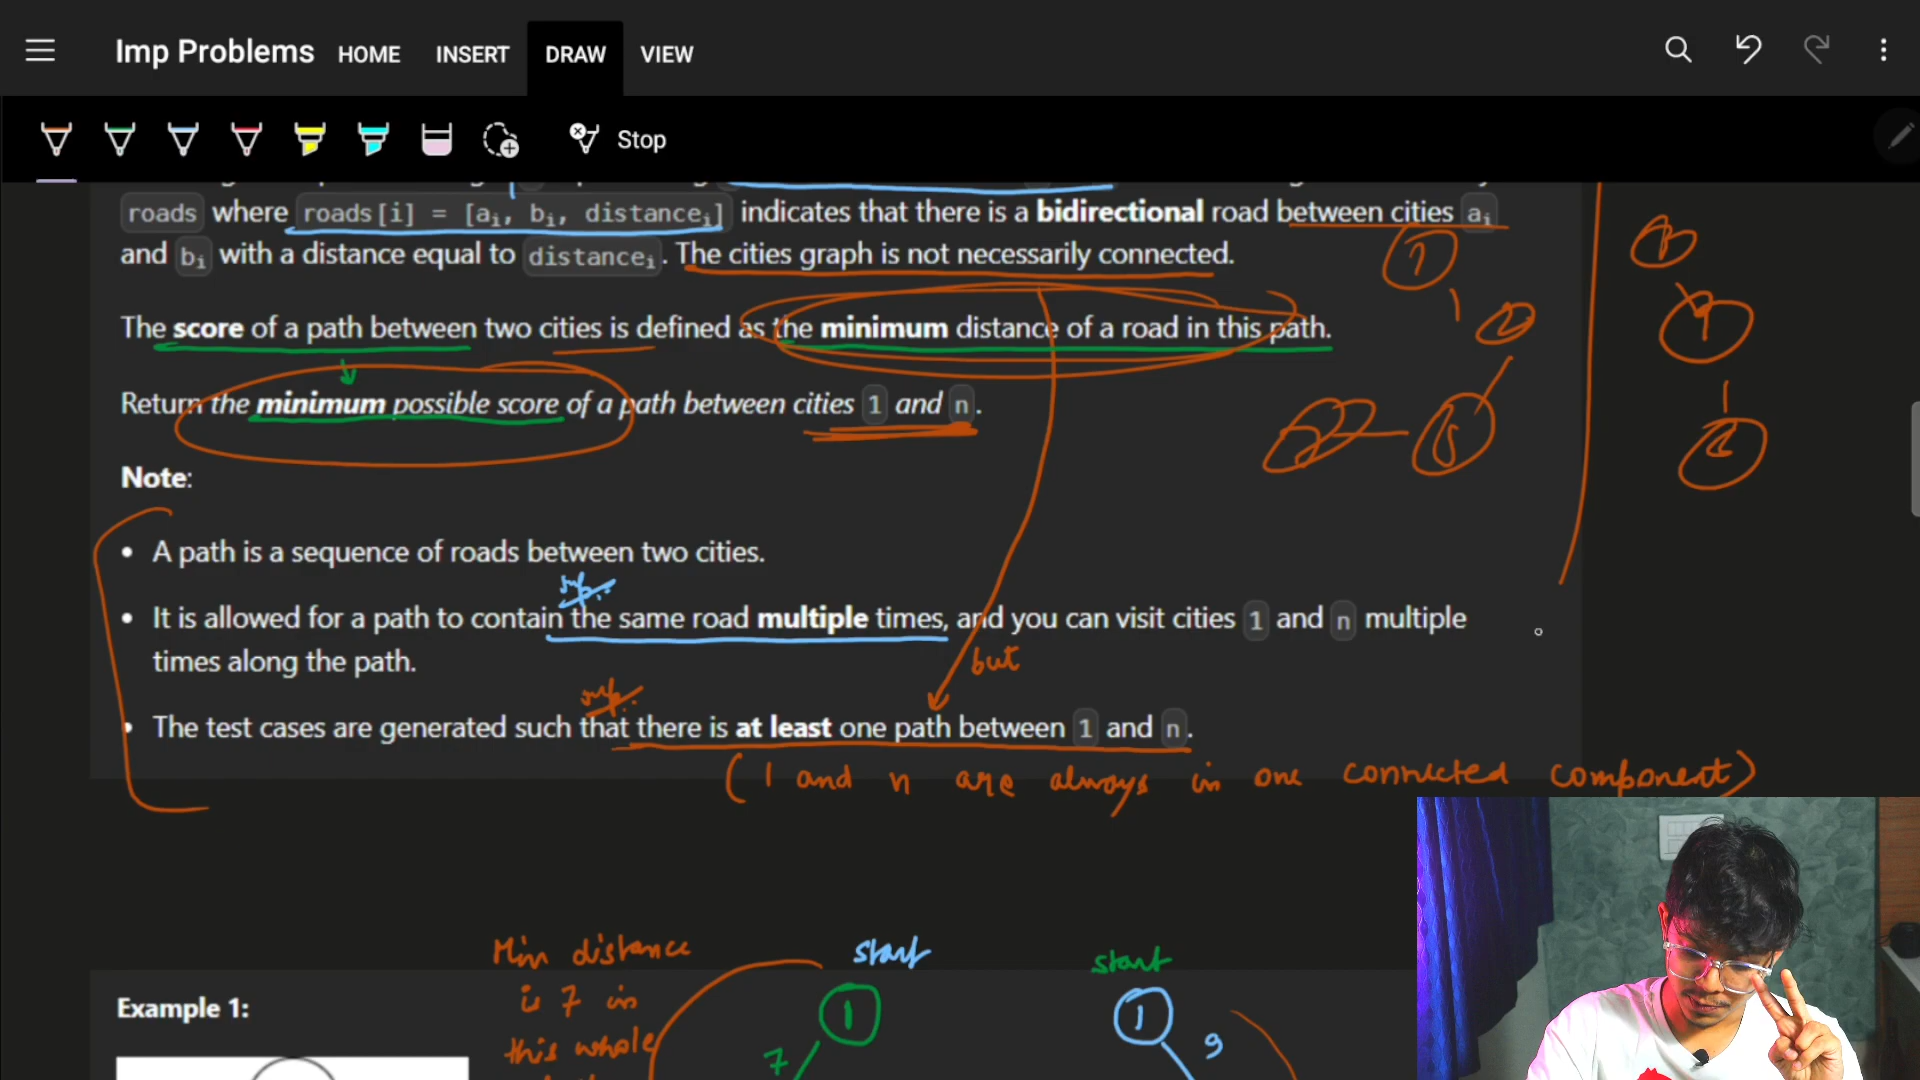 Imp Problems HOME INSERT DRAW VIEW
Stop
roads where roads[i] = [ai, bi, distancei] indicates that there is a bidirectional road between cities ai
and bi with a distance equal to distancei. The cities graph is not necessarily connected.
The score of a path between two cities is defined as the minimum distance of a road in this path.
Return the minimum possible score of a path between cities 1 and n.
Note:
• A path is a sequence of roads between two cities.
• It is allowed for a path to contain the same road multiple times, and you can visit cities 1 and n multiple
times along the path.
but
• The test cases are generated such that there is at least one path between 1 and n.
(1 and n are always in one connected component)
Min distance
is 7 in
this whole
start
1
7
start
1
9
Example 1: